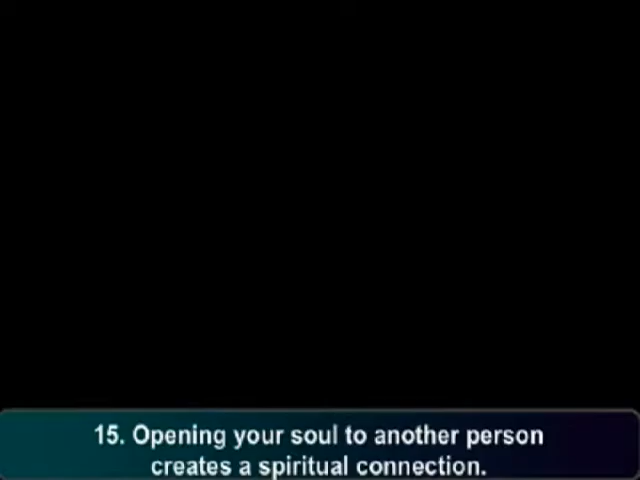 15. Opening your soul to another person
creates a spiritual connection.